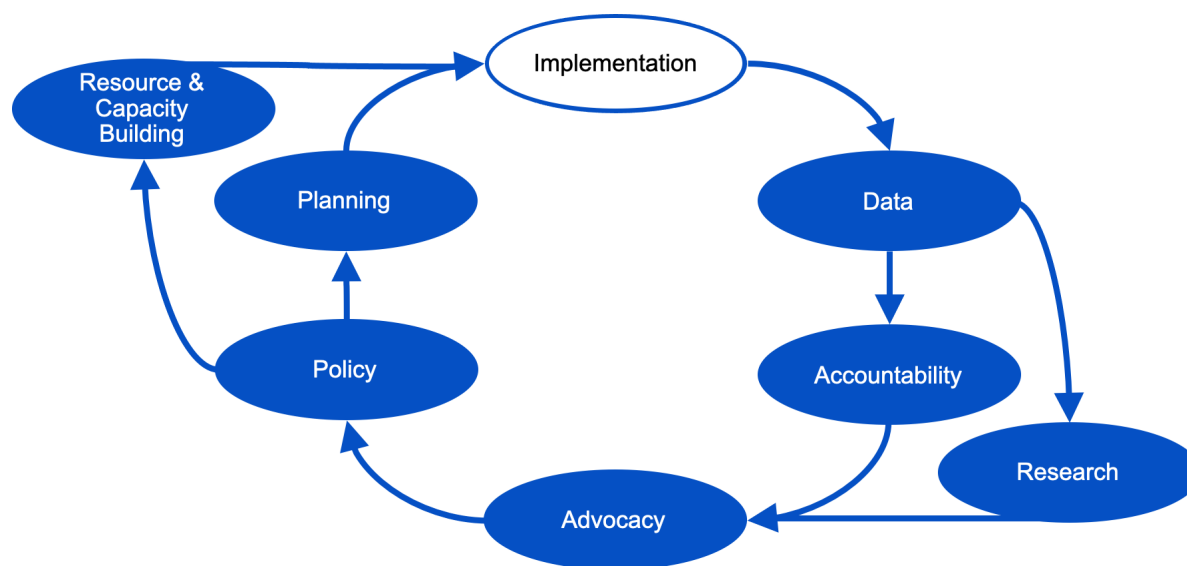 Implementation
Resource &
Capacity
Building
Planning
Data
Policy
Accountability
Research
Advocacy